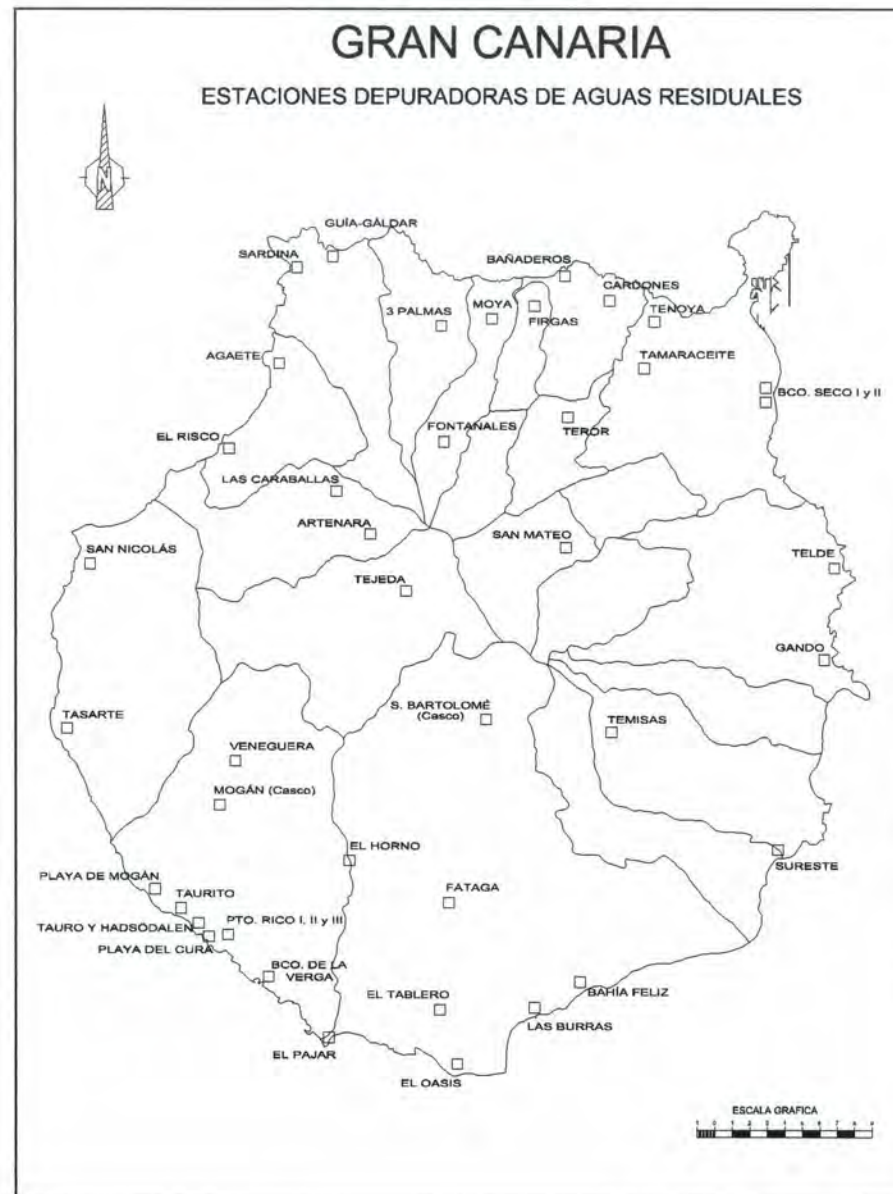 GRAN CANARIA
ESTACIONES DEPURADORAS DE AGUAS RESIDUALES
N
GUÍA-GÁLDAR
SARDINA
BAÑADEROS
CARDONES
3 PALMAS
MOYA
FIRGAS
TENOYA
AGAETE
TAMARACEITE
BCO. SECO I y II
EL RISCO
FONTANALES
TEROR
LAS CARABALLAS
ARTENARA
SAN MATEO
SAN NICOLÁS
TELDE
TEJEDA
GANDO
S. BARTOLOMÉ
(Casco)
TASARTE
TEMISAS
VENEGUERA
MOGÁN (Casco)
EL HORNO
SURESTE
PLAYA DE MOGÁN
TAURITO
FATAGA
TAURO Y HADSÖDALEN
PTO. RICO I, II y III
PLAYA DEL CURA
BCO. DE LA
VERGA
EL TABLERO
BAHÍA FELIZ
LAS BURRAS
EL PAJAR
EL OASIS
ESCALA GRAFICA